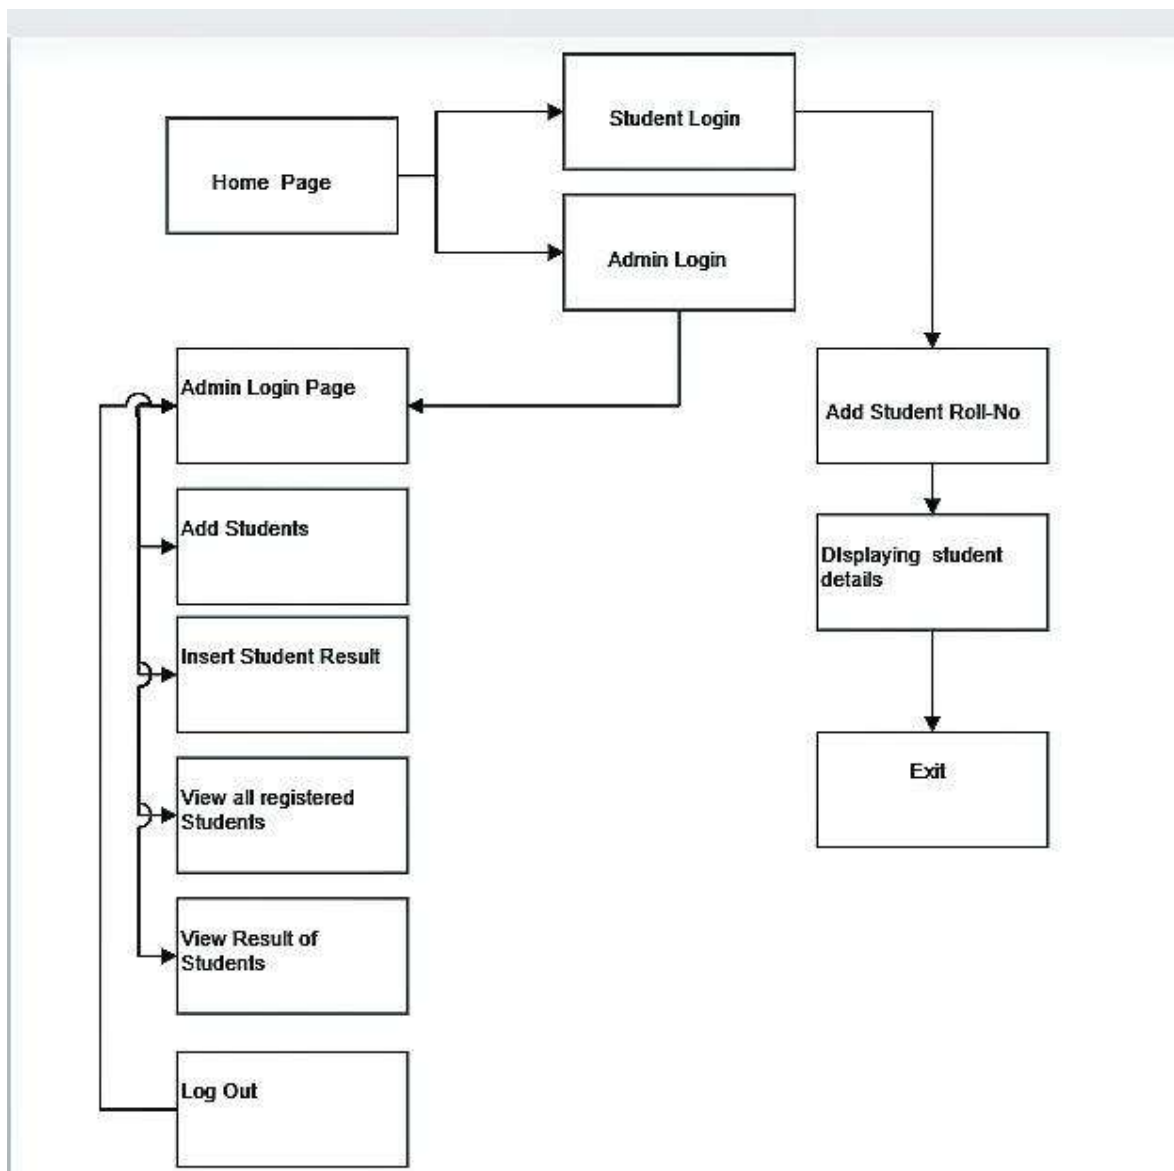 Student Login
Home Page
Admin Login
Admin Login Page
Add Student Roll-No
Add Students
DIsplaying student
details
Insert Student Result
Exit
View all registered
Students
View Result of
Students
Log Out